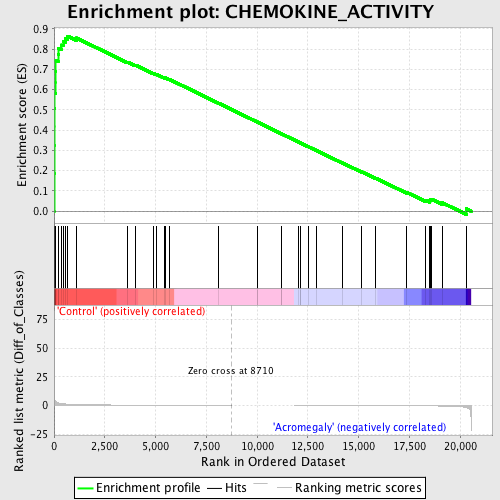 Enrichment plot: CHEMOKINE_ACTIVITY
Enrichment score (ES)
0.9
0.8
0.7
0.6
0.5
0.4
0.3
0.2
0.1
0.0
'Control' (positively correlated)
Ranked list metric (Diff_of_Classes)
75
50
25
0
-25
Zero cross at 8710
'Acromegaly' (negatively correlated)
0 2,500 5,000 7,500 10,000 12,500 15,000 17,500 20,000
Rank in Ordered Dataset
Enrichment profile Hits Ranking metric scores